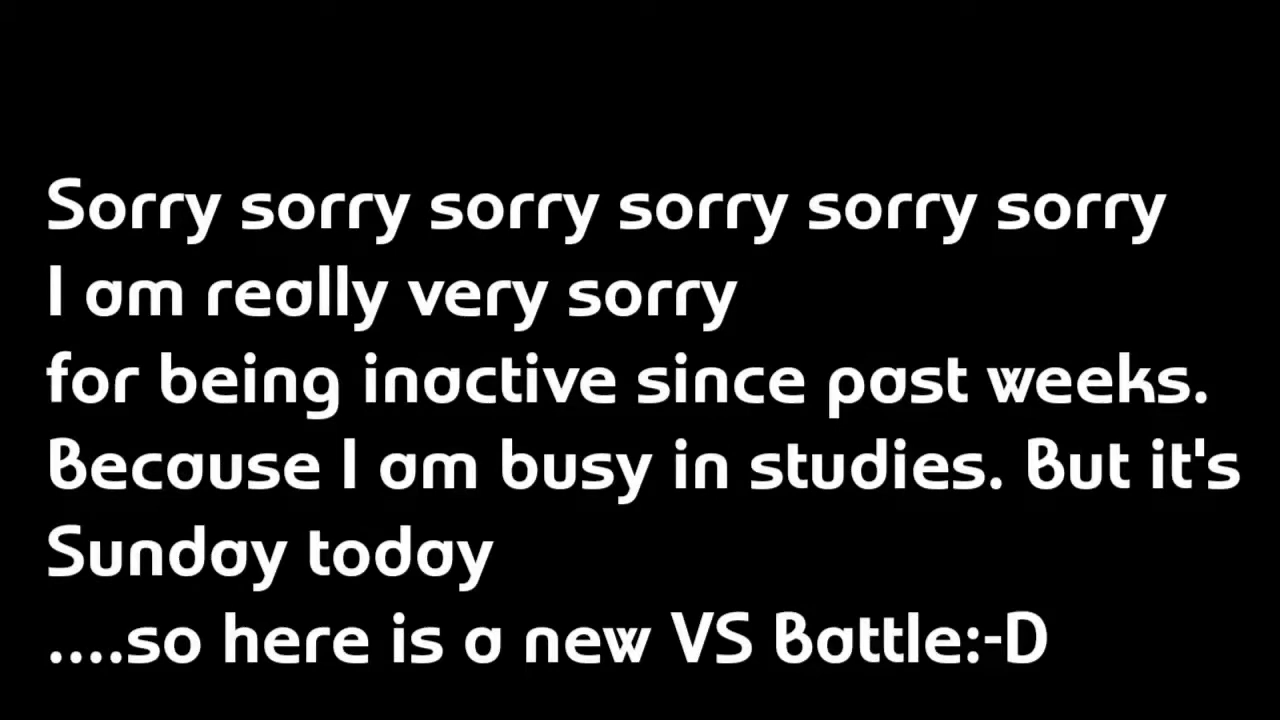 Sorry sorry sorry sorry sorry sorry
I am really very sorry
for being inactive since past weeks.
Because I am busy in studies. But it's
Sunday today
....so here is a new VS Battle:-D